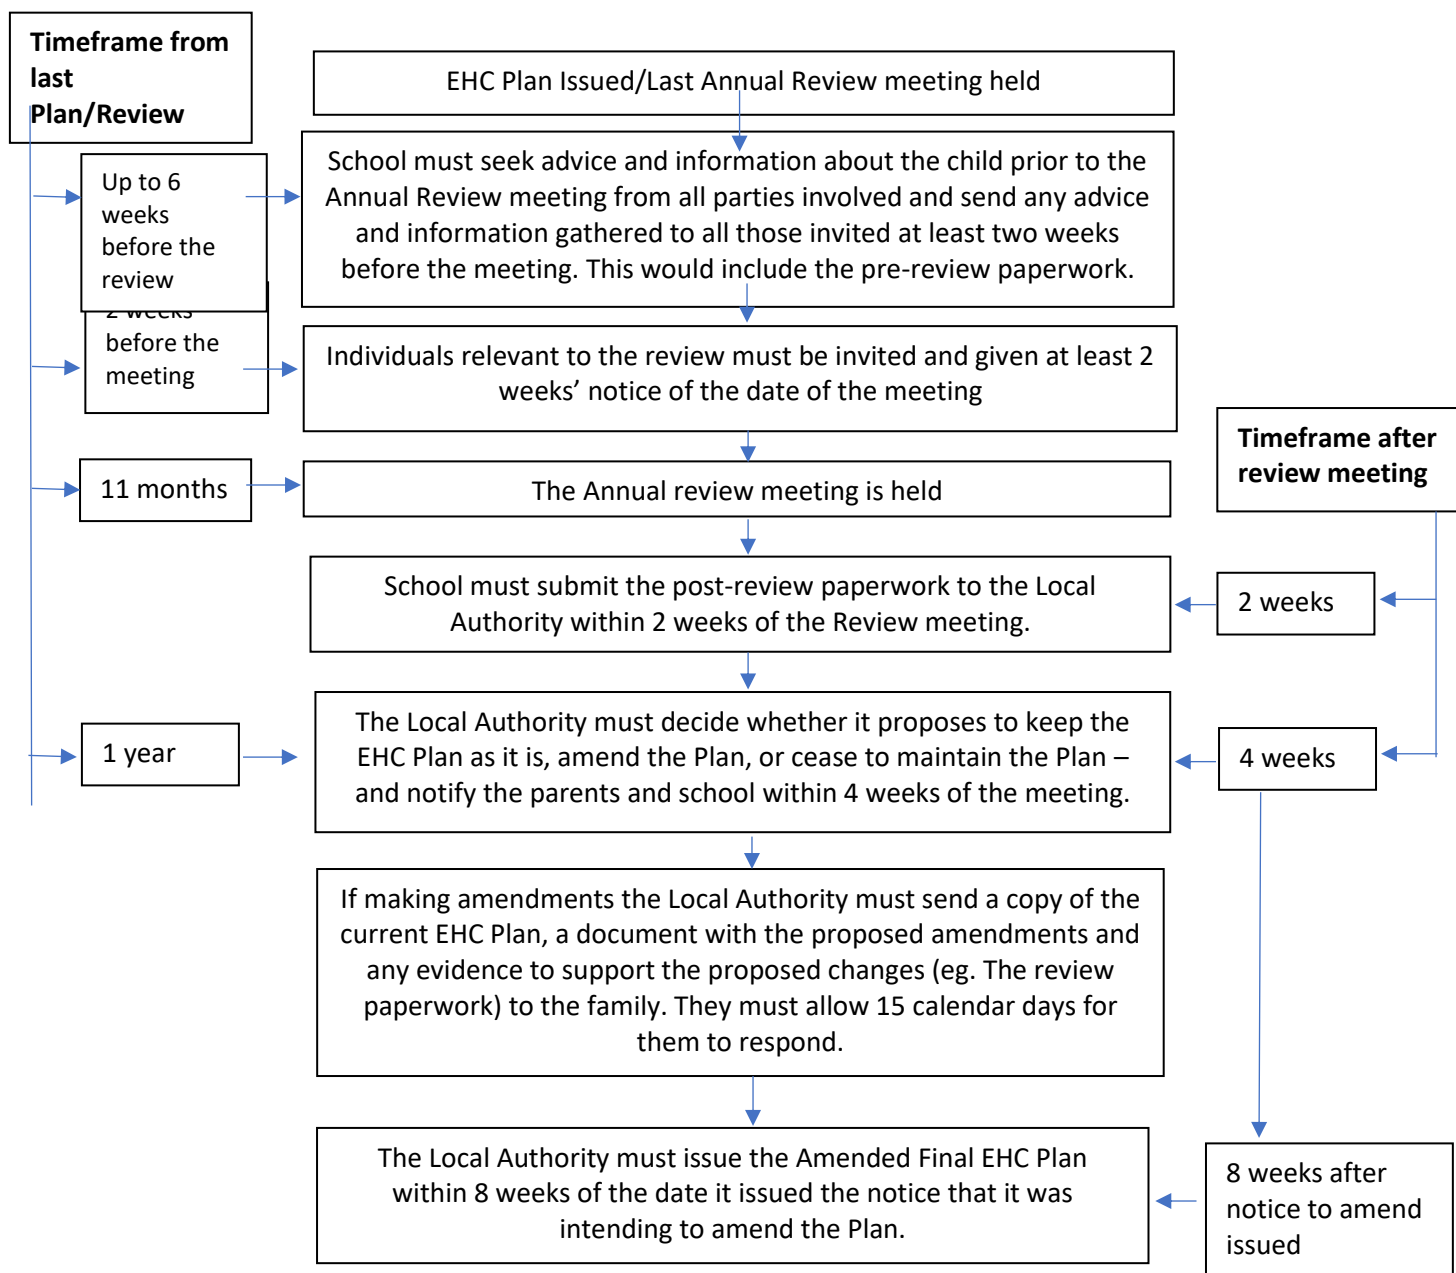 Timeframe from
last
Plan/Review
EHC Plan Issued/Last Annual Review meeting held
Up to 6
weeks
before the
review
School must seek advice and information about the child prior to the
Annual Review meeting from all parties involved and send any advice
and information gathered to all those invited at least two weeks
before the meeting. This would include the pre-review paperwork.
2 weeks
before the
meeting
Individuals relevant to the review must be invited and given at least 2
weeks’ notice of the date of the meeting
Timeframe after
review meeting
11 months
The Annual review meeting is held
School must submit the post-review paperwork to the Local
Authority within 2 weeks of the Review meeting.
2 weeks
1 year
The Local Authority must decide whether it proposes to keep the
EHC Plan as it is, amend the Plan, or cease to maintain the Plan –
and notify the parents and school within 4 weeks of the meeting.
4 weeks
If making amendments the Local Authority must send a copy of the
current EHC Plan, a document with the proposed amendments and
any evidence to support the proposed changes (eg. The review
paperwork) to the family. They must allow 15 calendar days for
them to respond.
The Local Authority must issue the Amended Final EHC Plan
within 8 weeks of the date it issued the notice that it was
intending to amend the Plan.
8 weeks after
notice to amend
issued